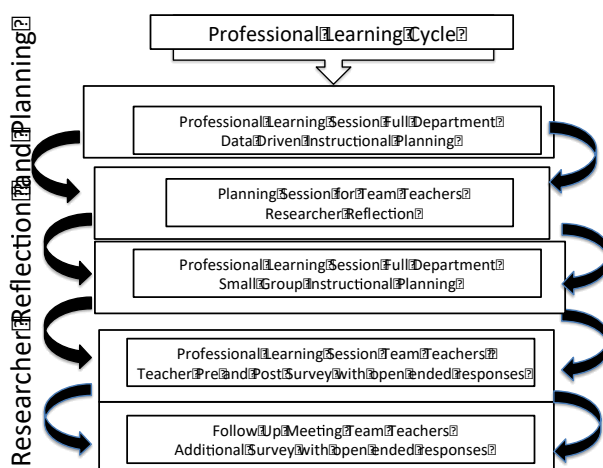 Professional Learning Cycle
Professional Learning Session Full Department
Data Driven Instructional Planning
Planning Session for Team Teachers
Researcher Reflection
Professional Learning Session Full Department
Small Group Instructional Planning
Professional Learning Session Team Teachers
Teacher Pre and Post Survey with open ended responses
Follow Up Meeting Team Teachers
Additional Survey with open ended responses
Researcher Reflection and Planning